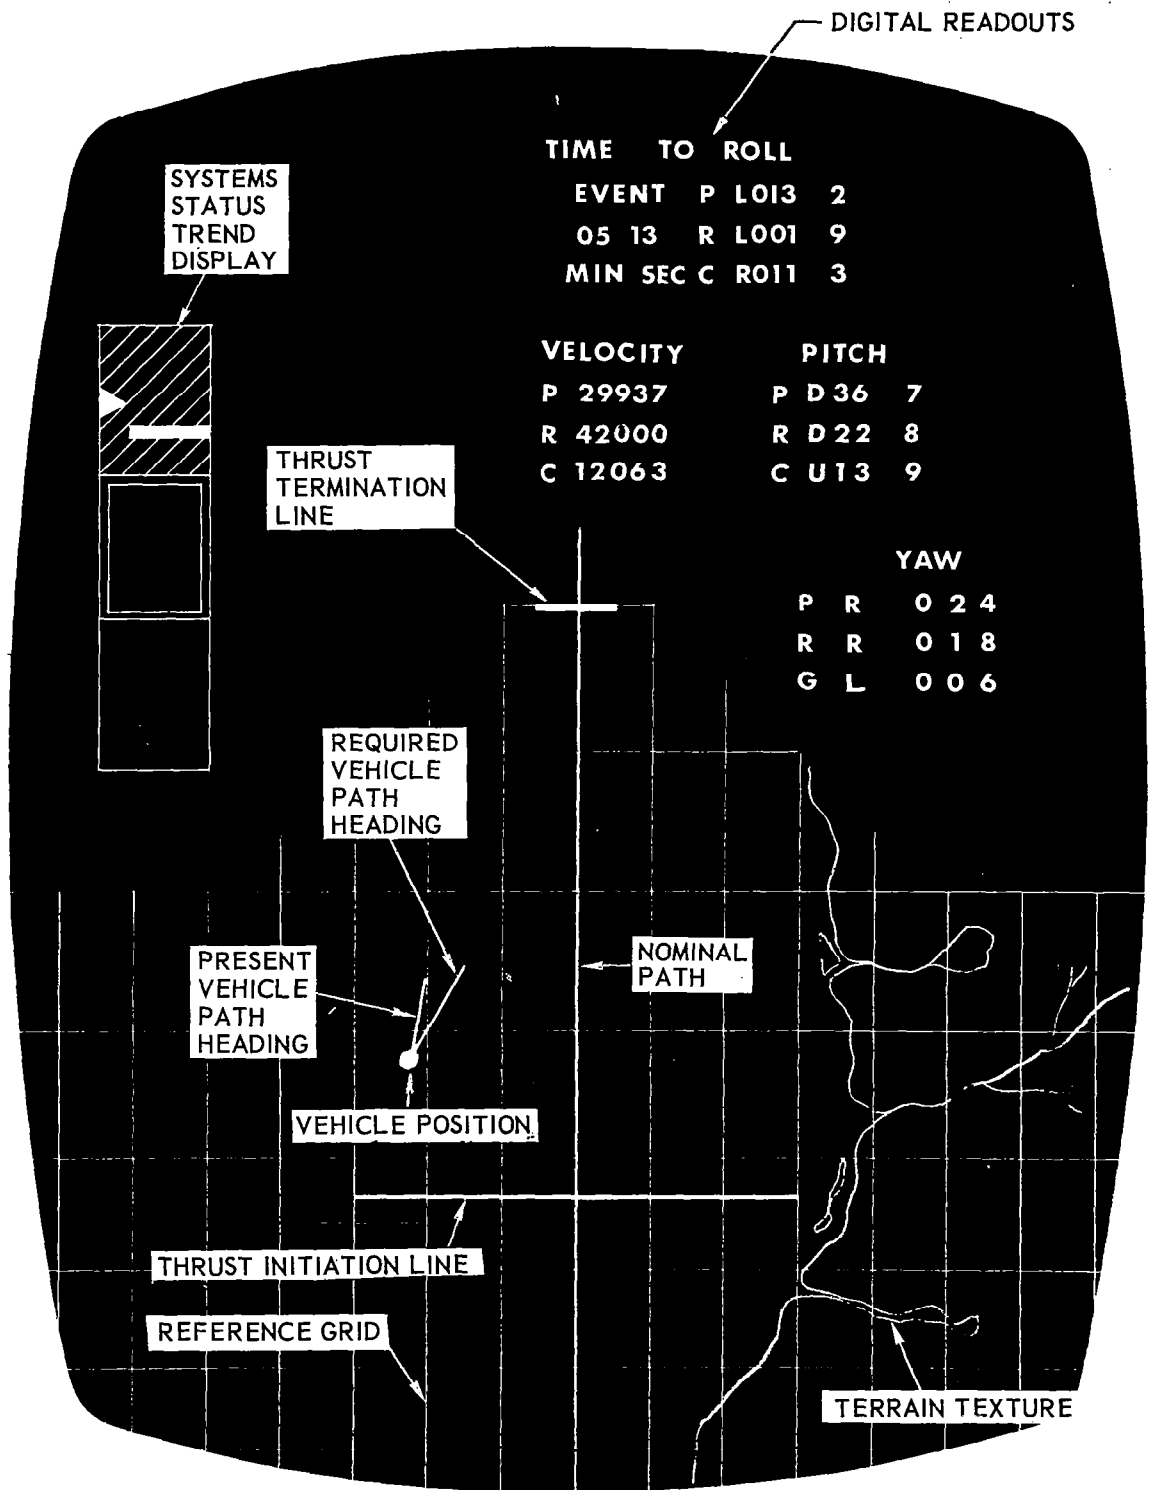 DIGITAL READOUTS
TIME TO ROLL
EVENT P L013 2
05 13 R L001 9
MIN SEC C R011 3
SYSTEMS
STATUS
TREND
DISPLAY
VELOCITY PITCH
P 29937 P D36 7
R 42000 R D22 8
C 12063 C U13 9
THRUST
TERMINATION
LINE
YAW
P R 024
R R 018
G L 006
REQUIRED
VEHICLE
PATH
HEADING
PRESENT
VEHICLE
PATH
HEADING
NOMINAL
PATH
VEHICLE POSITION
THRUST INITIATION LINE
REFERENCE GRID
TERRAIN TEXTURE